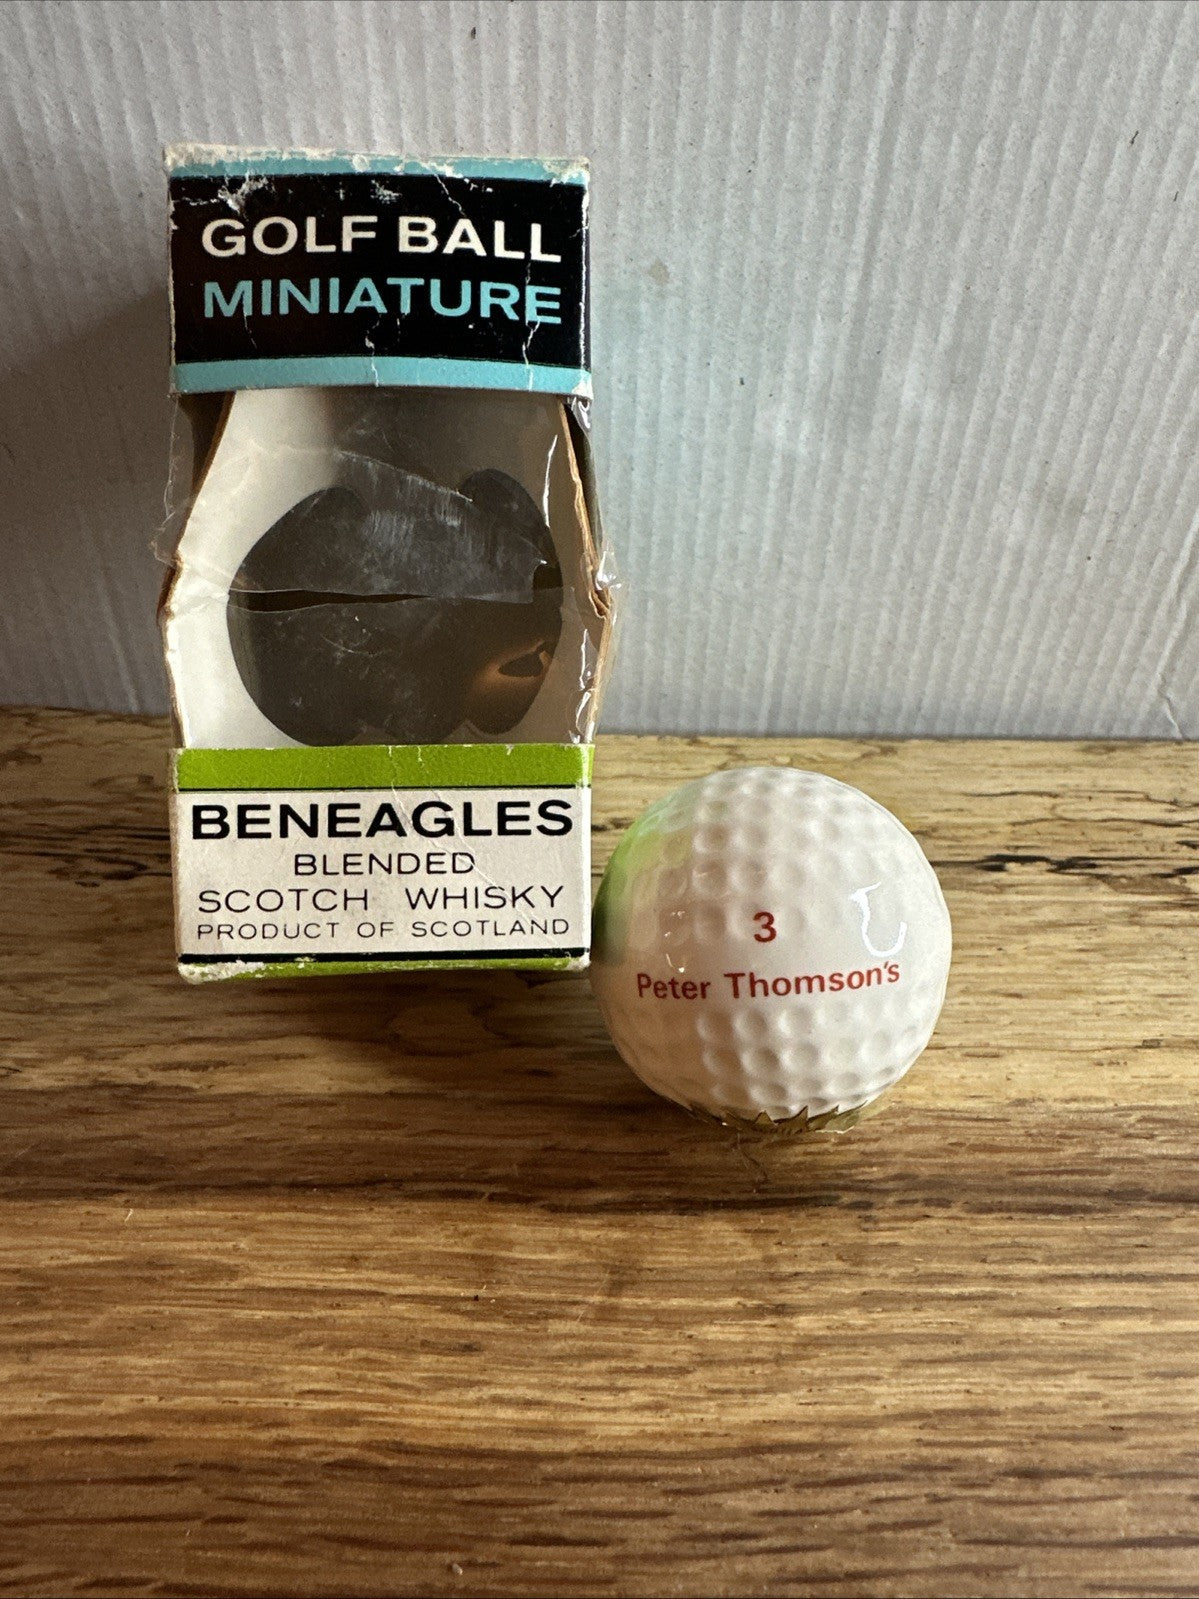 GOLF BALL
MINIATURE
BENEAGLES
BLENDED
SCOTCH WHISKY
PRODUCT OF SCOTLAND
3
Peter Thomson's